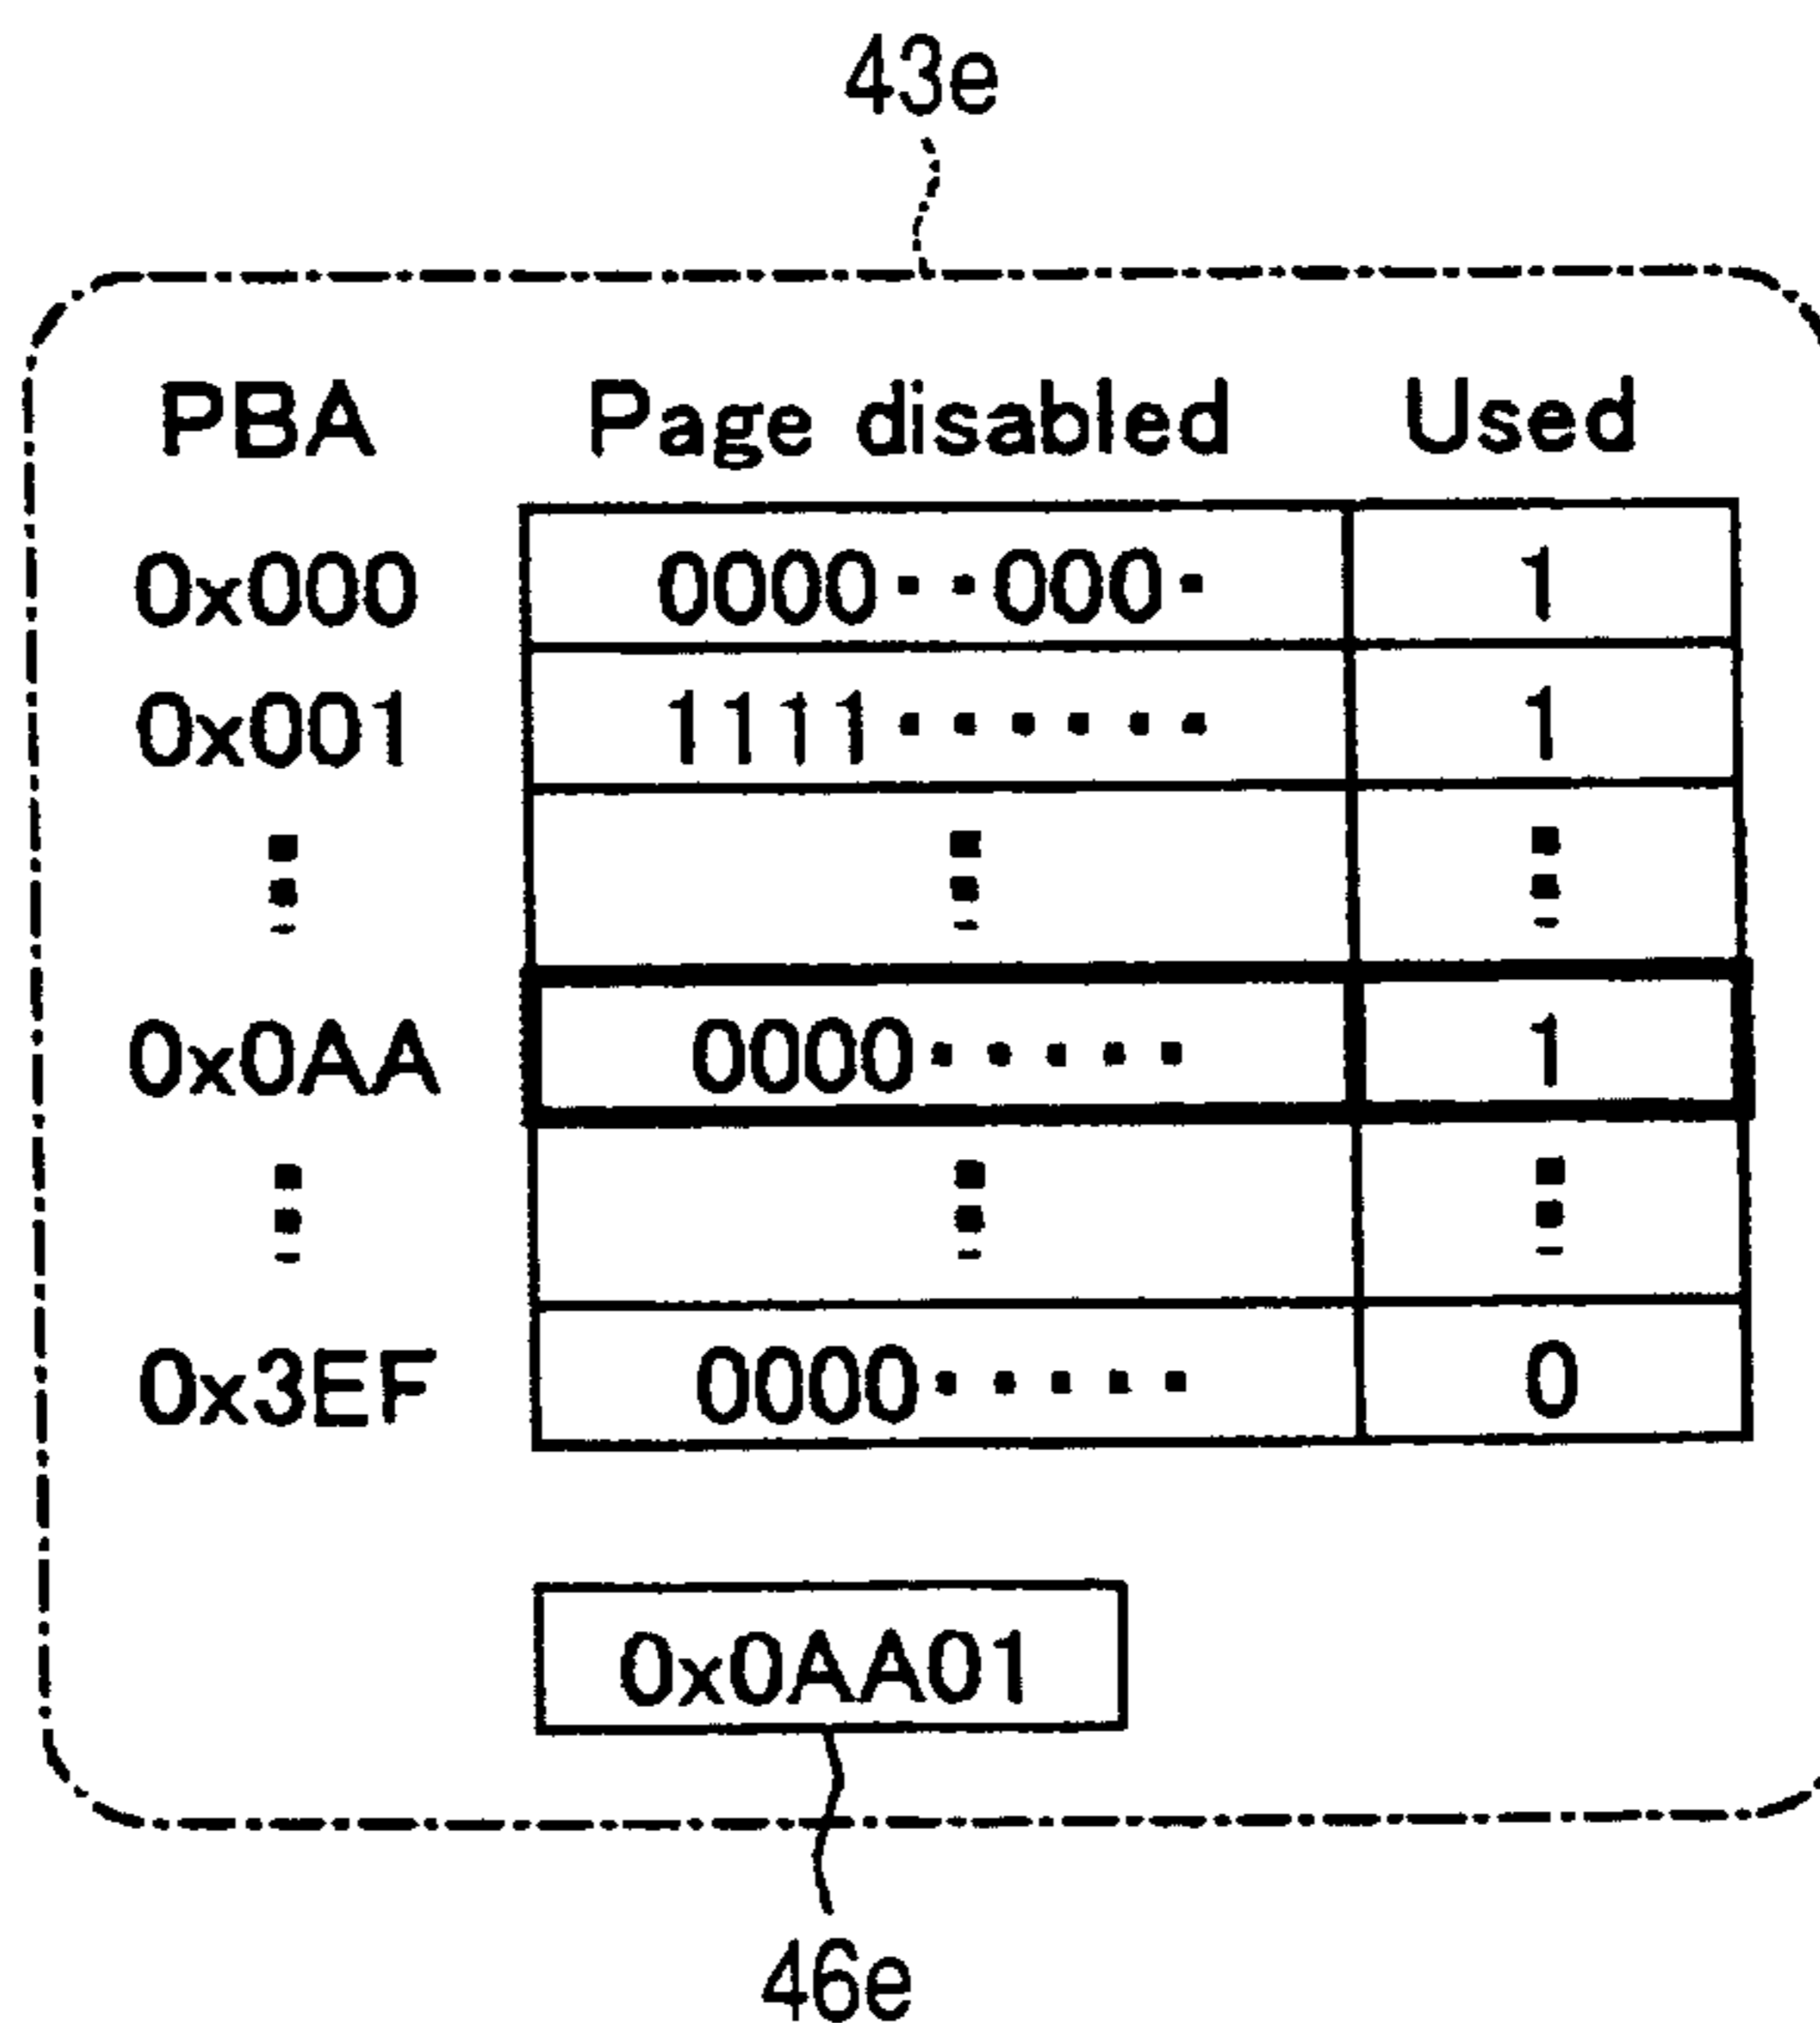 43e
PBA Page disabled Used
0x000 0000··000· 1
0x001 1111······ 1
0x0AA 0000····· 1
0x3EF 0000····· 0
0x0AA01
46e